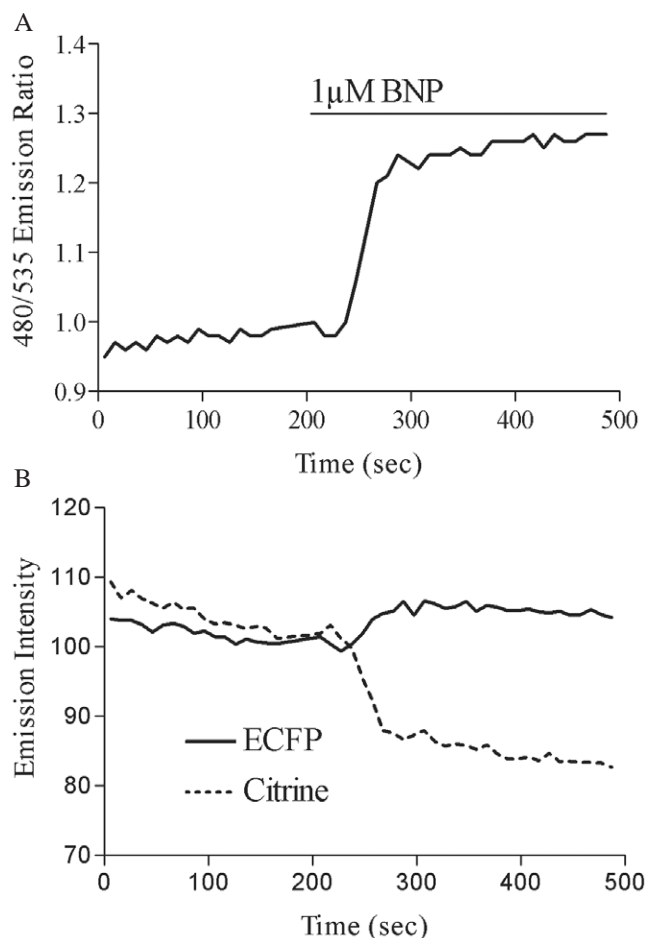 A
480/535 Emission Ratio
1.4
1.3
1.2
1.1
1.0
0.9
1µM BNP
0 100 200 300 400 500
Time (sec)
B
Emission Intensity
120
110
100
90
80
70
ECFP
Citrine
0 100 200 300 400 500
Time (sec)